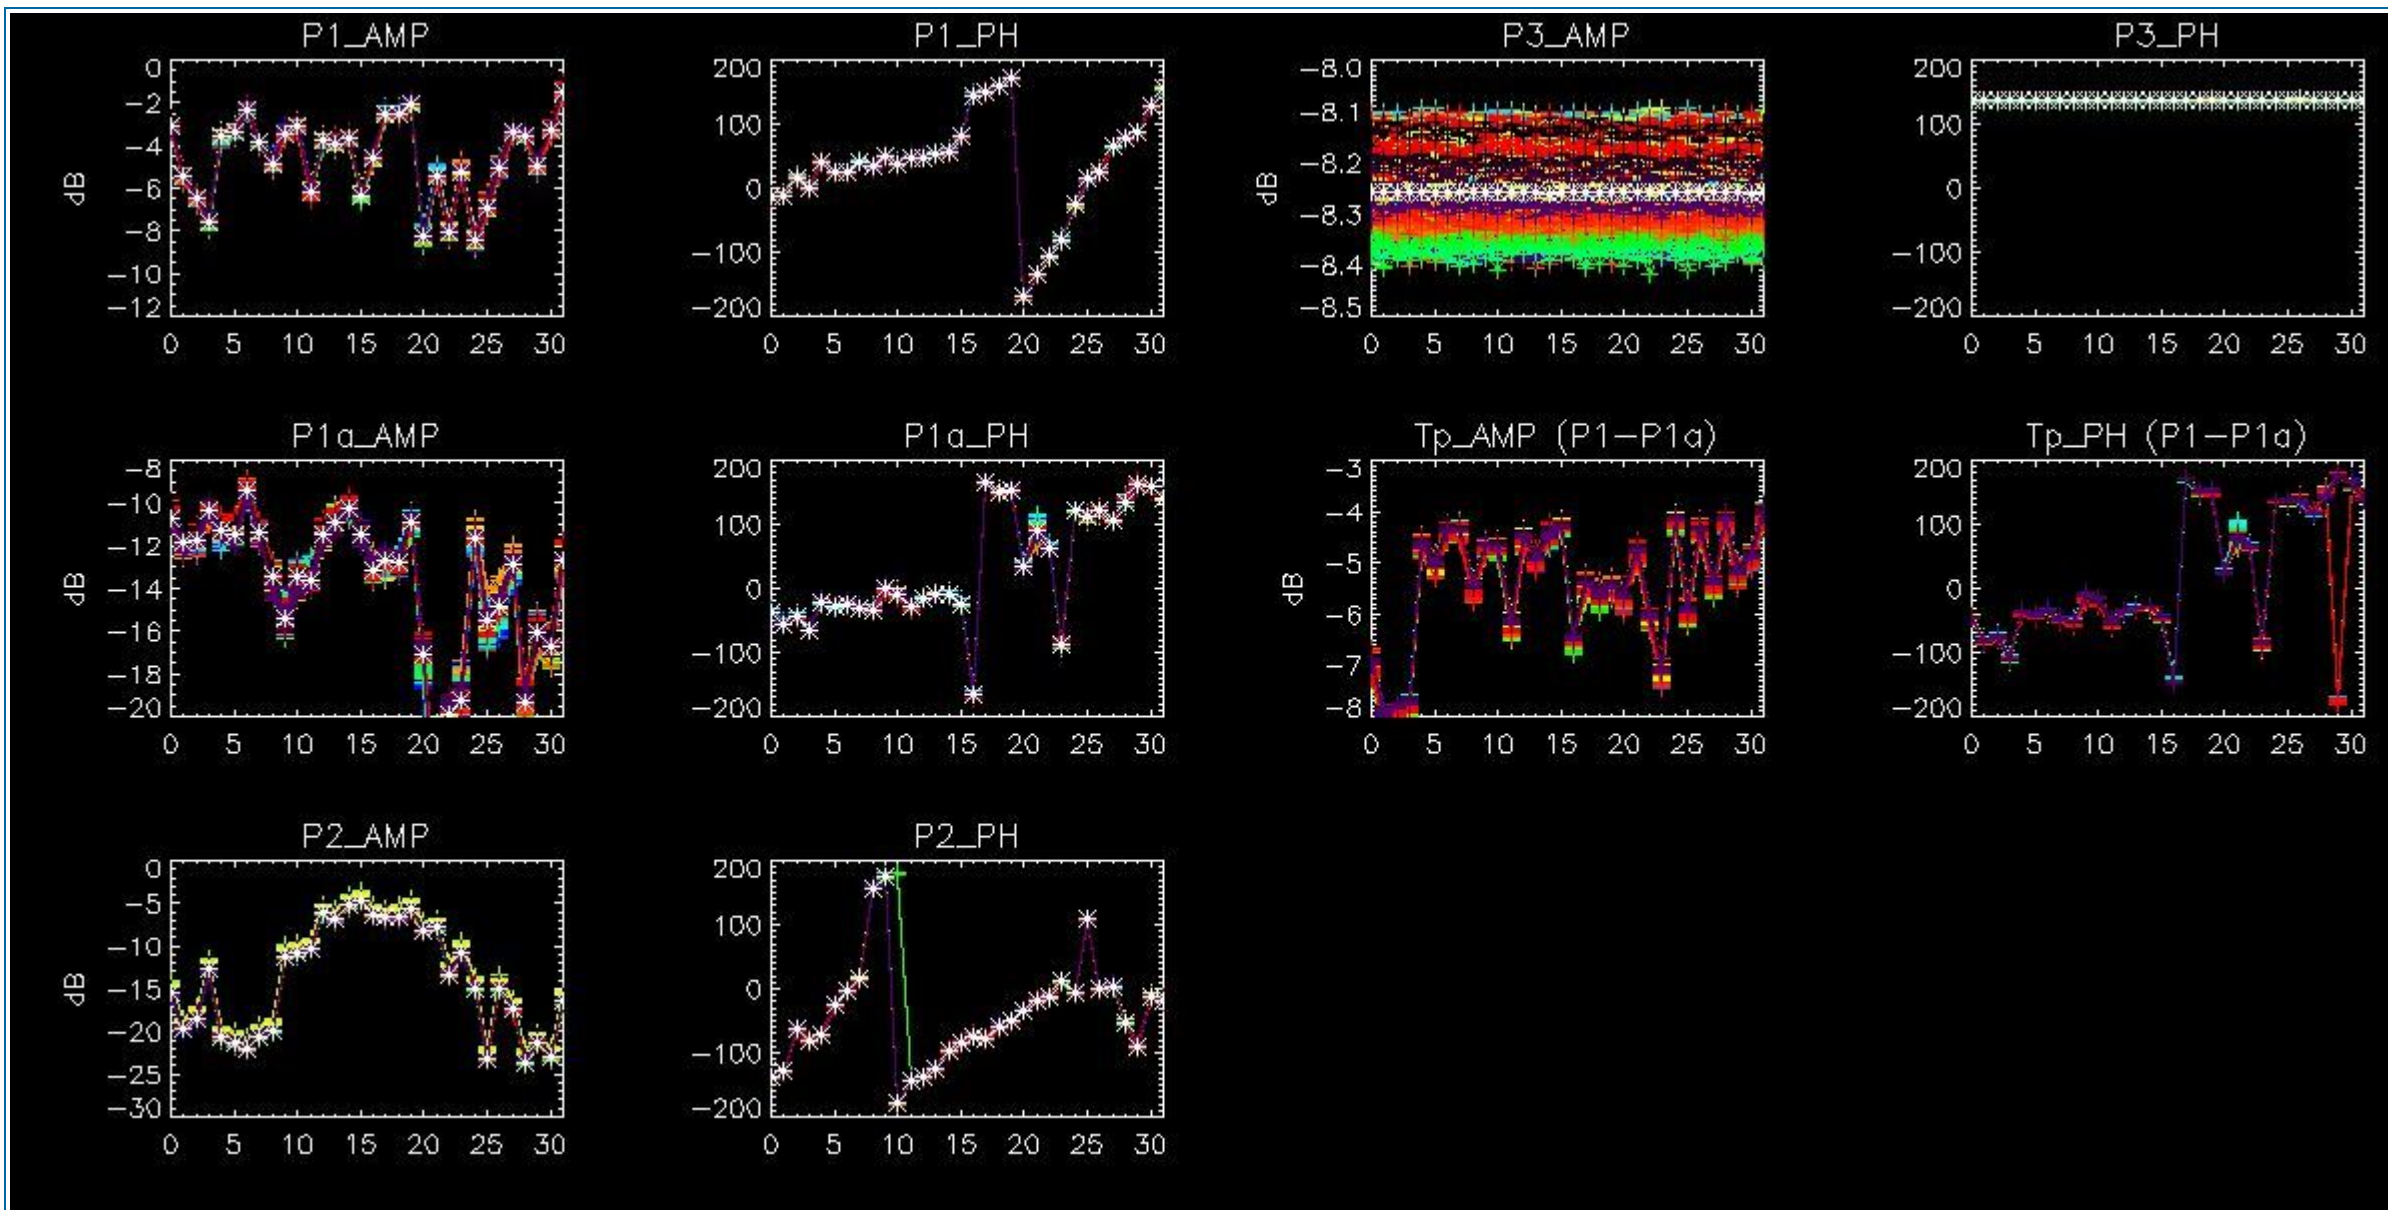 P1_AMP P1_PH P3_AMP P3_PH
0 200 -8.0 200
-2 100 -8.1 100
-4 0 -8.2 0
-6 -100 -8.3 -100
-8 -200 -8.4 -200
-10 -8.5
-12
dB dB
0 5 10 15 20 25 30 0 5 10 15 20 25 30 0 5 10 15 20 25 30 0 5 10 15 20 25 30
P1a_AMP P1a_PH Tp_AMP (P1-P1a) Tp_PH (P1-P1a)
-8 200 -3 200
-10 100 -4 100
-12 0 -5 0
-14 -100 -6 -100
-16 -200 -7 -200
-18 -8
-20
dB dB
0 5 10 15 20 25 30 0 5 10 15 20 25 30 0 5 10 15 20 25 30 0 5 10 15 20 25 30
P2_AMP P2_PH
0 200
-5 100
-10 0
-15 -100
-20 -200
-25
-30
dB
0 5 10 15 20 25 30 0 5 10 15 20 25 30